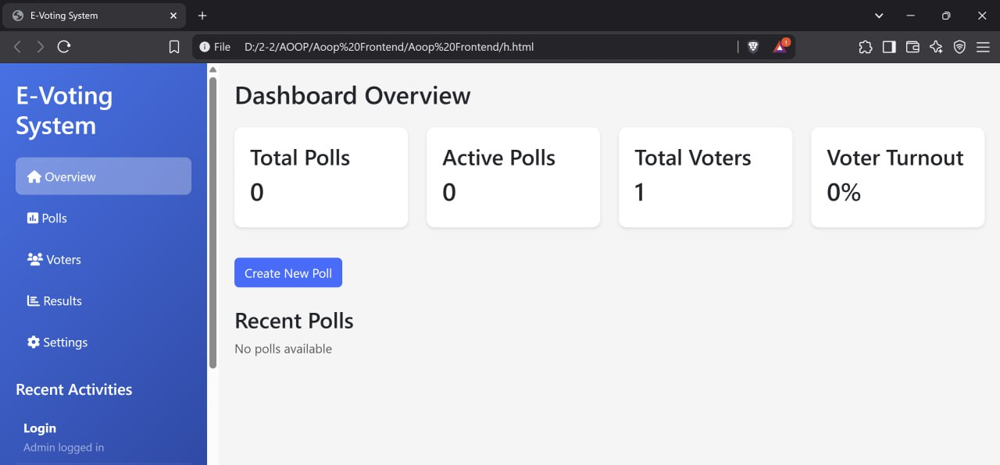 E-Voting System
File D:/2-2/AOOP/Aoop%20Frontend/Aoop%20Frontend/h.html
1
E-Voting
System
Overview
Polls
Voters
Results
Settings
Recent Activities
Login
Admin logged in
Dashboard Overview
Total Polls
0
Active Polls
0
Total Voters
1
Voter Turnout
0%
Create New Poll
Recent Polls
No polls available